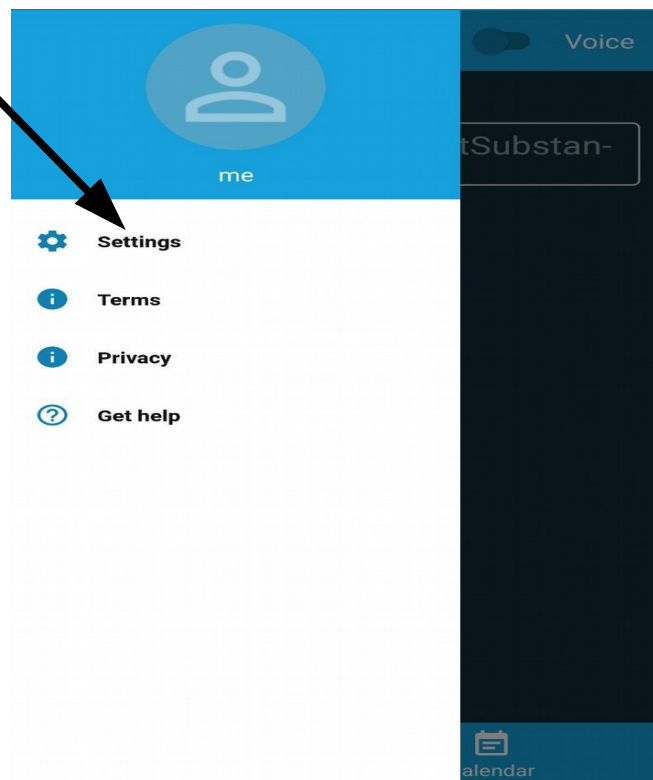 Voice
tSubstan-
me
Settings
Terms
Privacy
Get help
alendar